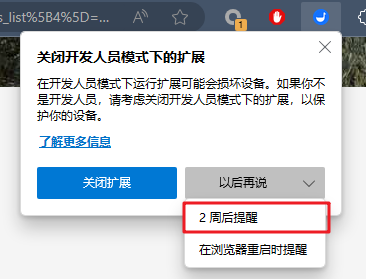 s_list%5B4%5D=...
A
1
关闭开发人员模式下的扩展
在开发人员模式下运行扩展可能会损坏设备。如果你不
是开发人员，请考虑关闭开发人员模式下的扩展，以保
护你的设备。
了解更多信息
关闭扩展
以后再说
2 周后提醒
在浏览器重启时提醒